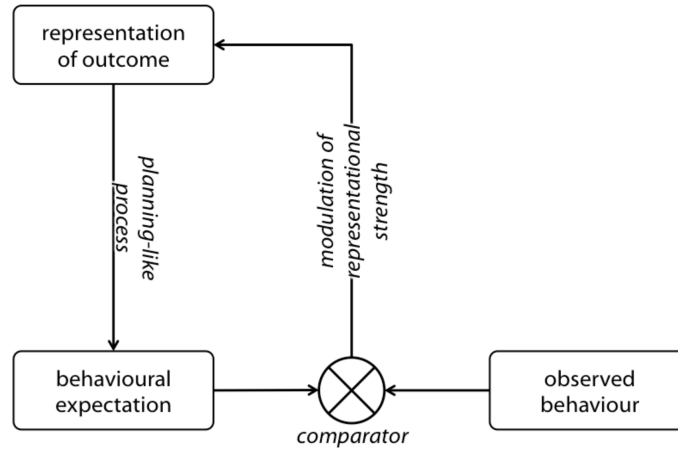 representation
of outcome
planning-like
process
modulation of
representational
strength
behavioural
expectation
observed
behaviour
comparator